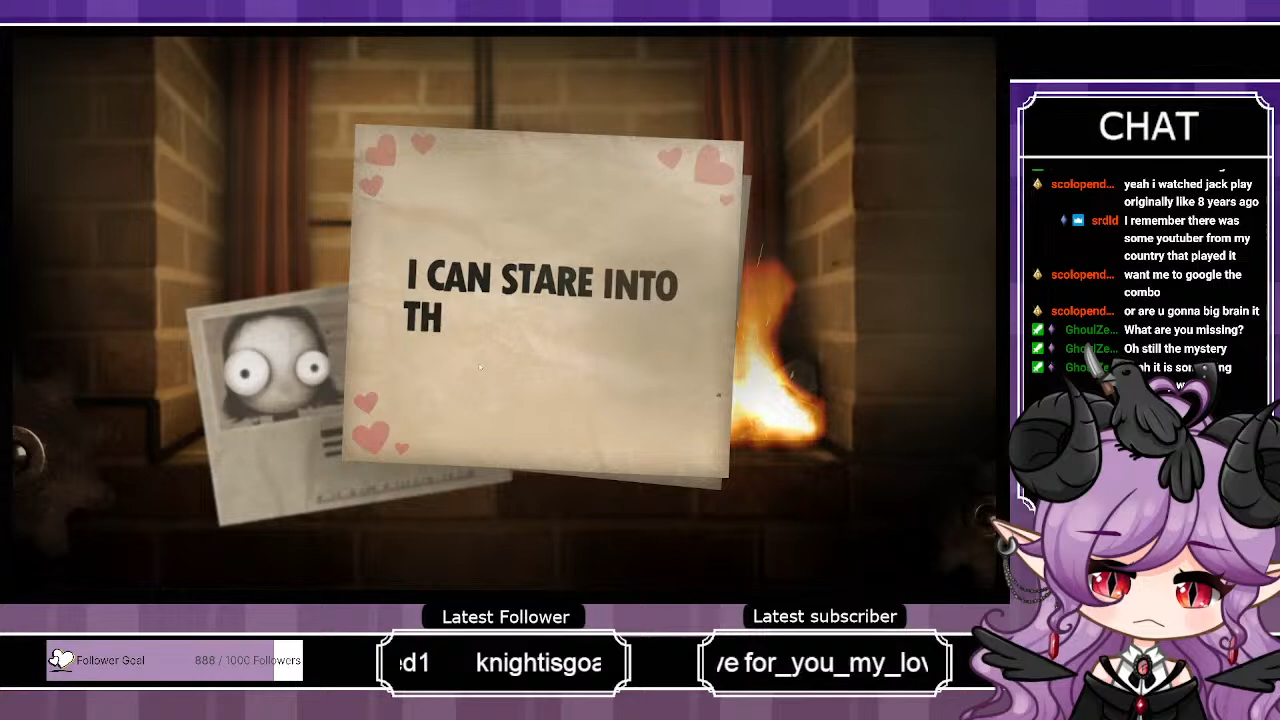 I CAN STARE INTO
TH
CHAT
scolopend... yeah i watched jack play
originally like 8 years ago
srdld I remember there was
some youtuber from my
country that played it
scolopend... want me to google the
combo
scolopend... or are u gonna big brain it
GhoulZe... What are you missing?
GhoulZe... Oh still the mystery
Latest Follower
Latest subscriber
Follower Goal 888 / 1000 Followers
ed1 knightisgoa
ve for_you_my_lov